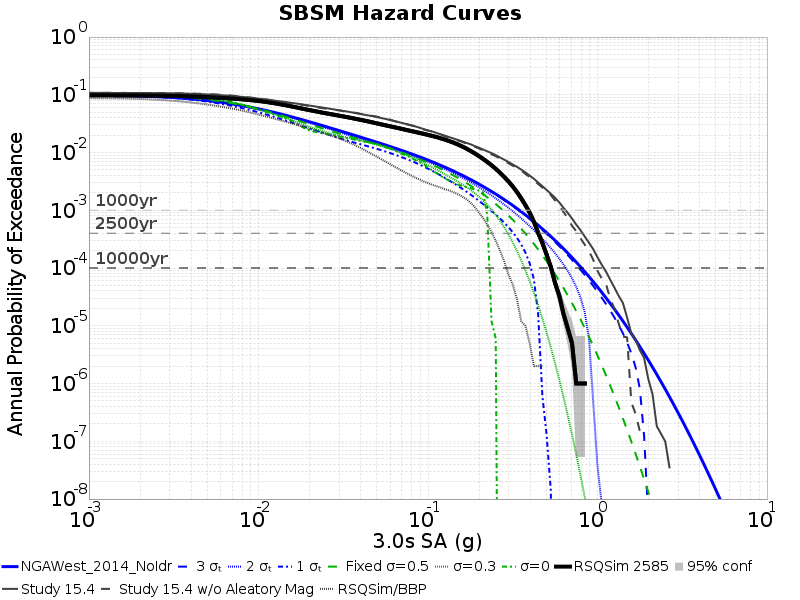 SBSM Hazard Curves
Annual Probability of Exceedance
10^0
10^-1
10^-2
10^-3
10^-4
10^-5
10^-6
10^-7
10^-8
1000yr
2500yr
10000yr
10^-3 10^-2 10^-1 10^0 10^1
3.0s SA (g)
NGAWest_2014_NoIdr 3 σₜ 2 σₜ 1 σₜ Fixed σ=0.5 σ=0.3 σ=0 RSQSim 2585 95% conf
Study 15.4 Study 15.4 w/o Aleatory Mag RSQSim/BBP